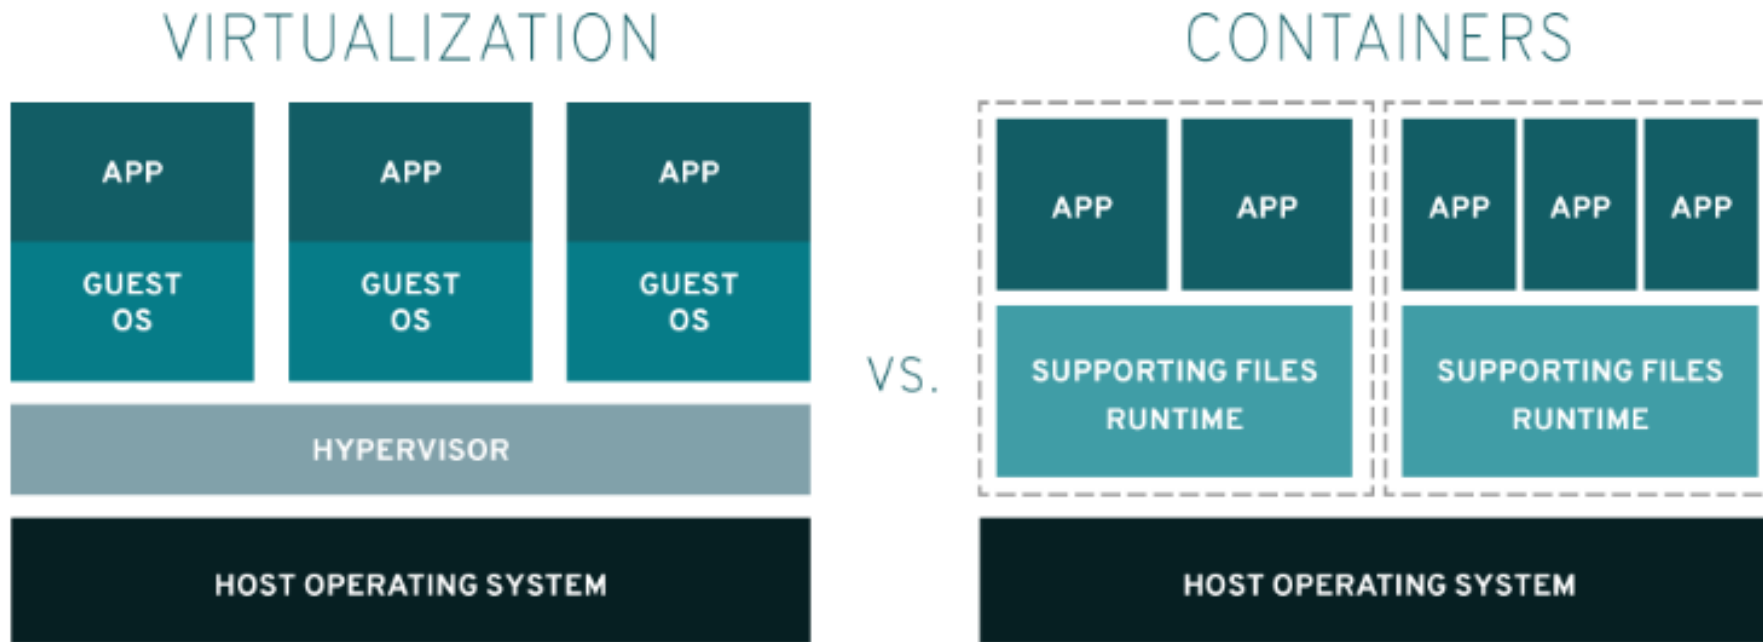 VIRTUALIZATION
APP
APP
APP
GUEST
OS
GUEST
OS
GUEST
OS
HYPERVISOR
HOST OPERATING SYSTEM
VS.
CONTAINERS
APP
APP
APP
APP
APP
SUPPORTING FILES
RUNTIME
SUPPORTING FILES
RUNTIME
HOST OPERATING SYSTEM